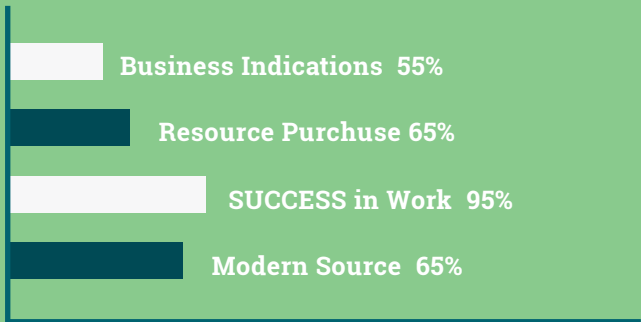 Business Indications 55%
Resource Purchuse 65%
SUCCESS in Work 95%
Modern Source 65%